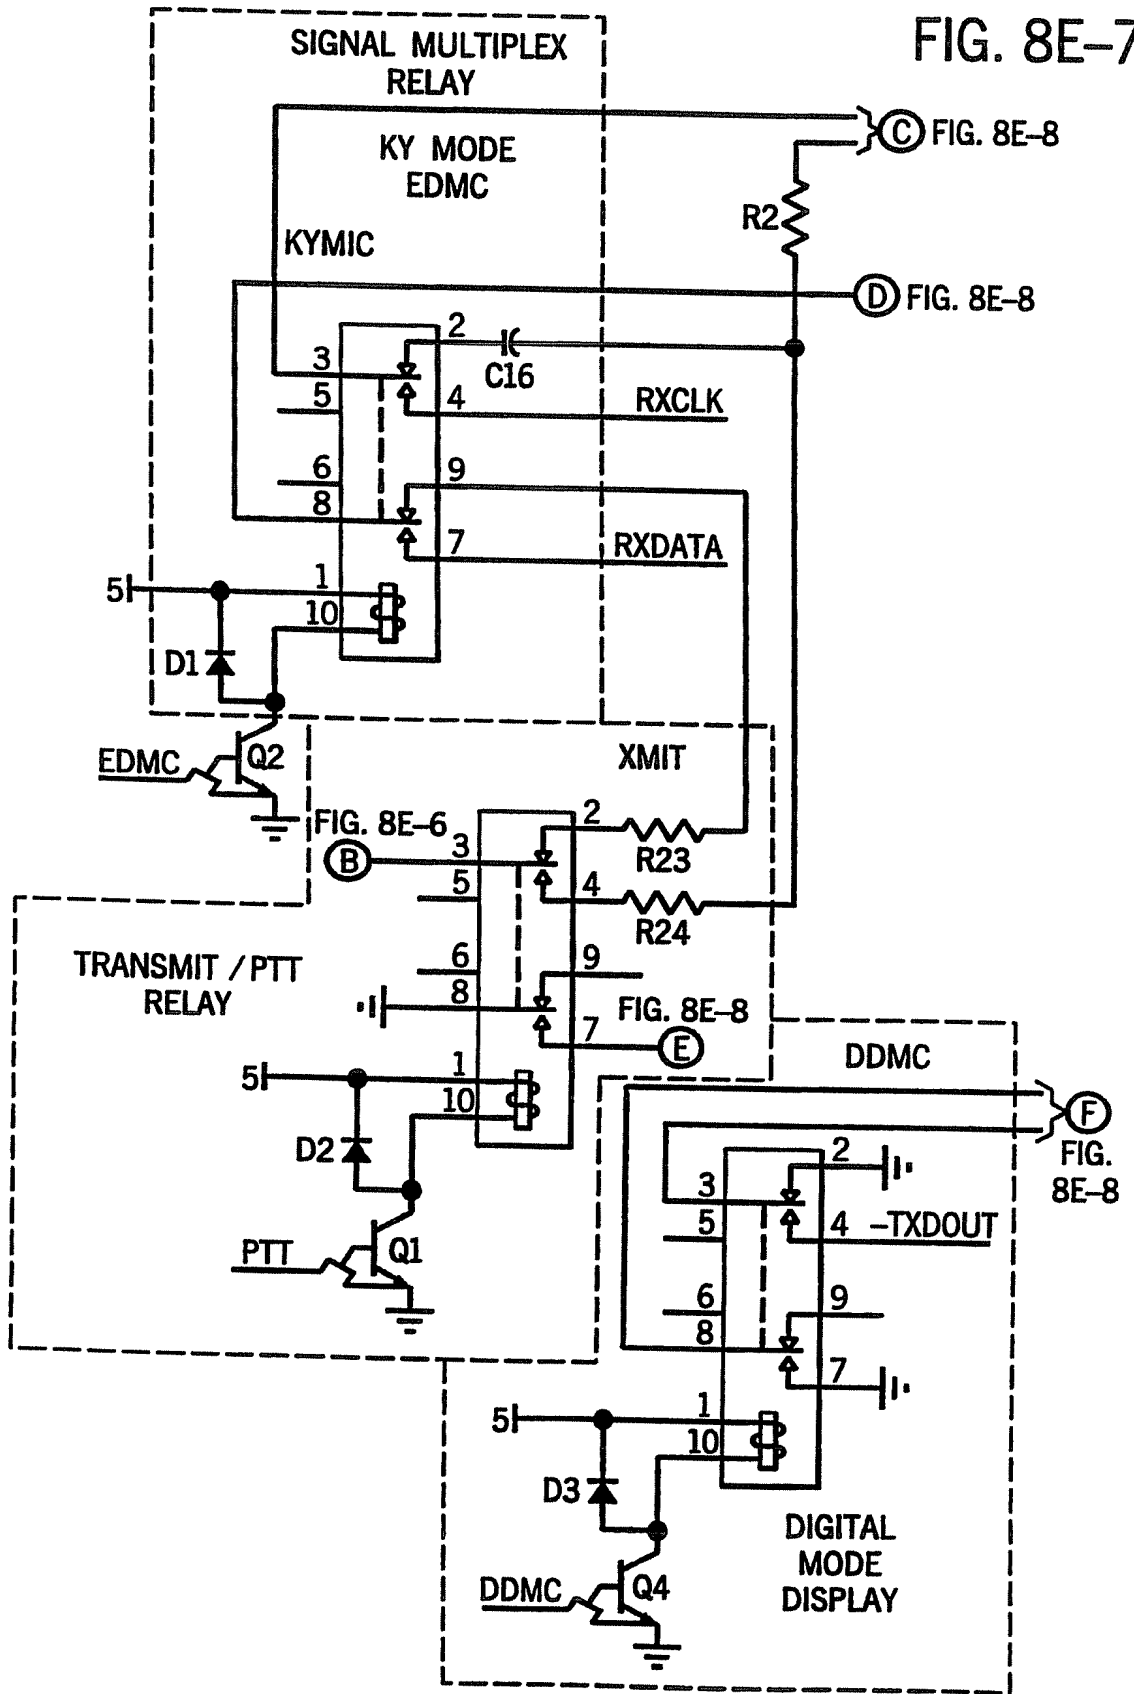 FIG. 8E-7
SIGNAL MULTIPLEX
RELAY
KY MODE
EDMC
C FIG. 8E-8
R2
KYMIC
D FIG. 8E-8
2
C16
3
5
4 RXCLK
6
8
9
7 RXDATA
5 1
10
D1
EDMC Q2
XMIT
FIG. 8E-6
B 3
5
2 R23
4 R24
TRANSMIT / PTT
RELAY
6
8
9
FIG. 8E-8
7 E
5 1
10
D2
PTT Q1
DDMC
F
FIG.
8E-8
2
3
5
4 -TXDOUT
6
8
9
7
5 1
10
D3
DDMC Q4
DIGITAL
MODE
DISPLAY